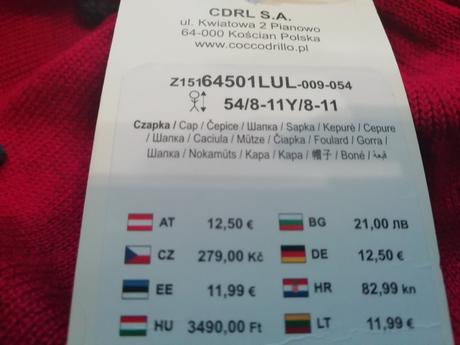 CDRL S.A.
ul. Kwiatowa 2 Pianowo
64-000 Kościan Polska
www.coccodrillo.pl
Z15164501LUL-009-054
54/8-11Y/8-11
Czapka / Cap / Čepice / Шапка / Sapka / Kepurė / Cepure
/ Шапка / Caciula / Mütze / Čiapka / Foulard / Gorra /
Шапка / Nokamüts / Kapa / Kapa / 帽子 / Boné / قبعة /
AT 12,50 € BG 21,00 ЛВ
CZ 279,00 Kč DE 12,50 €
EE 11,99 € HR 82,99 kn
HU 3490,00 Ft LT 11,99 €